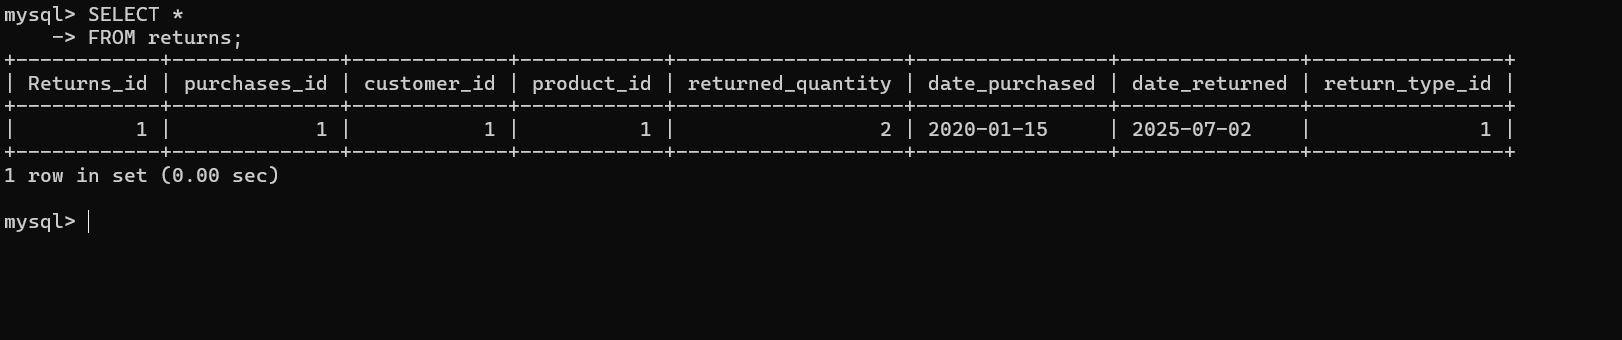 mysql> SELECT *
    -> FROM returns;
+------------+--------------+-------------+------------+-------------------+----------------+---------------+----------------+
| Returns_id | purchases_id | customer_id | product_id | returned_quantity | date_purchased | date_returned | return_type_id |
+------------+--------------+-------------+------------+-------------------+----------------+---------------+----------------+
|          1 |            1 |           1 |          1 |                 2 | 2020-01-15     | 2025-07-02    |              1 |
+------------+--------------+-------------+------------+-------------------+----------------+---------------+----------------+
1 row in set (0.00 sec)
mysql>